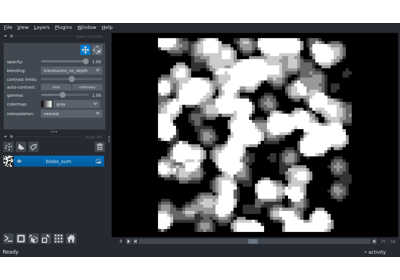 File View Layers Plugins Window Help
opacity: 1.00
blending: translucent_no_depth
contrast limits:
auto-contrast: once continuous
gamma: 1.00
colormap: gray
interpolation: nearest
blobs_sum
Ready
activity